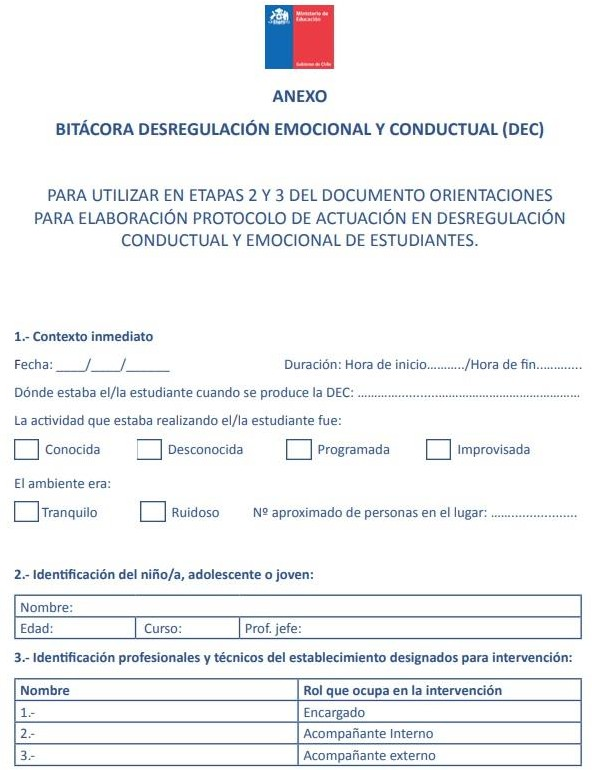 Ministerio de
Educación
Gobierno de Chile
ANEXO
BITÁCORA DESREGULACIÓN EMOCIONAL Y CONDUCTUAL (DEC)
PARA UTILIZAR EN ETAPAS 2 Y 3 DEL DOCUMENTO ORIENTACIONES
PARA ELABORACIÓN PROTOCOLO DE ACTUACIÓN EN DESREGULACIÓN
CONDUCTUAL Y EMOCIONAL DE ESTUDIANTES.
1.- Contexto inmediato
Fecha: ____/____/______ Duración: Hora de inicio.........../Hora de fin.............
Dónde estaba el/la estudiante cuando se produce la DEC: ..........................................................
La actividad que estaba realizando el/la estudiante fue:
Conocida Desconocida Programada Improvisada
El ambiente era:
Tranquilo Ruidoso Nº aproximado de personas en el lugar: .......................
2.- Identificación del niño/a, adolescente o joven:
Nombre:
Edad: Curso: Prof. jefe:
3.- Identificación profesionales y técnicos del establecimiento designados para intervención:
Nombre Rol que ocupa en la intervención
1.- Encargado
2.- Acompañante Interno
3.- Acompañante externo